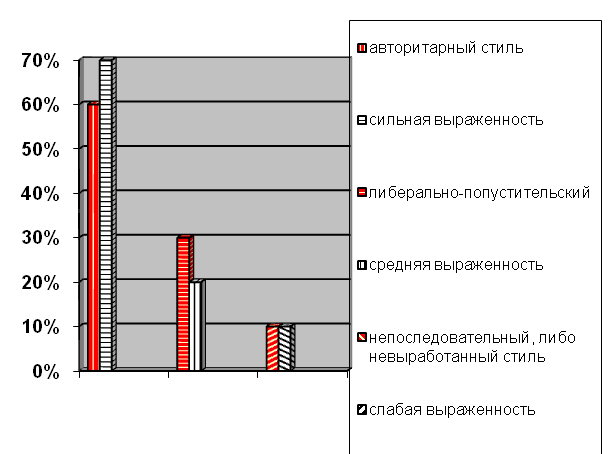 70%
60%
50%
40%
30%
20%
10%
0%
авторитарный стиль
сильная выраженность
либерально-попустительский
средняя выраженность
непоследовательный, либо
невыработанный стиль
слабая выраженность